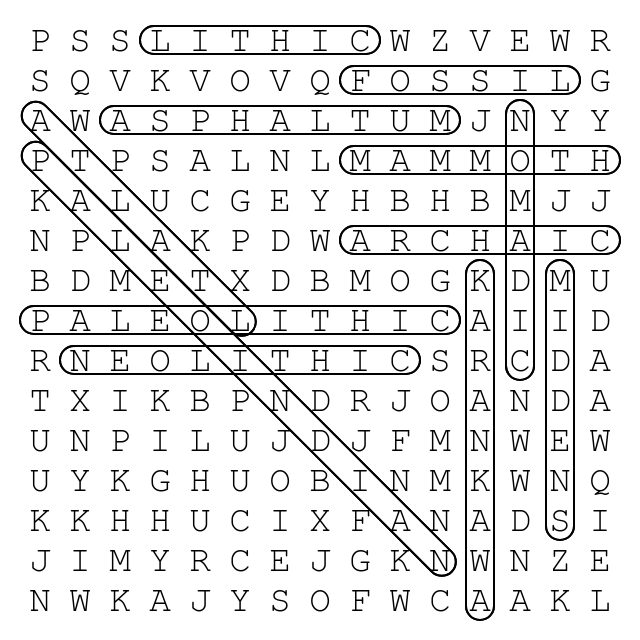 P S S L I T H I C W Z V E W R
S Q V K V O V Q F O S S I L G
A W A S P H A L T U M J N Y Y
P T P S A L N L M A M M O T H
K A L U C G E Y H B H B M J J
N P L A K P D W A R C H A I C
B D M E T X D B M O G K D M U
P A L E O L I T H I C A I I D
R N E O L I T H I C S R C D A
T X I K B P N D R J O A N D A
U N P I L U J D J F M N W E W
U Y K G H U O B I N M K W N Q
K K H H U C I X F A N A D S I
J I M Y R C E J G K N W N Z E
N W K A J Y S O F W C A A K L